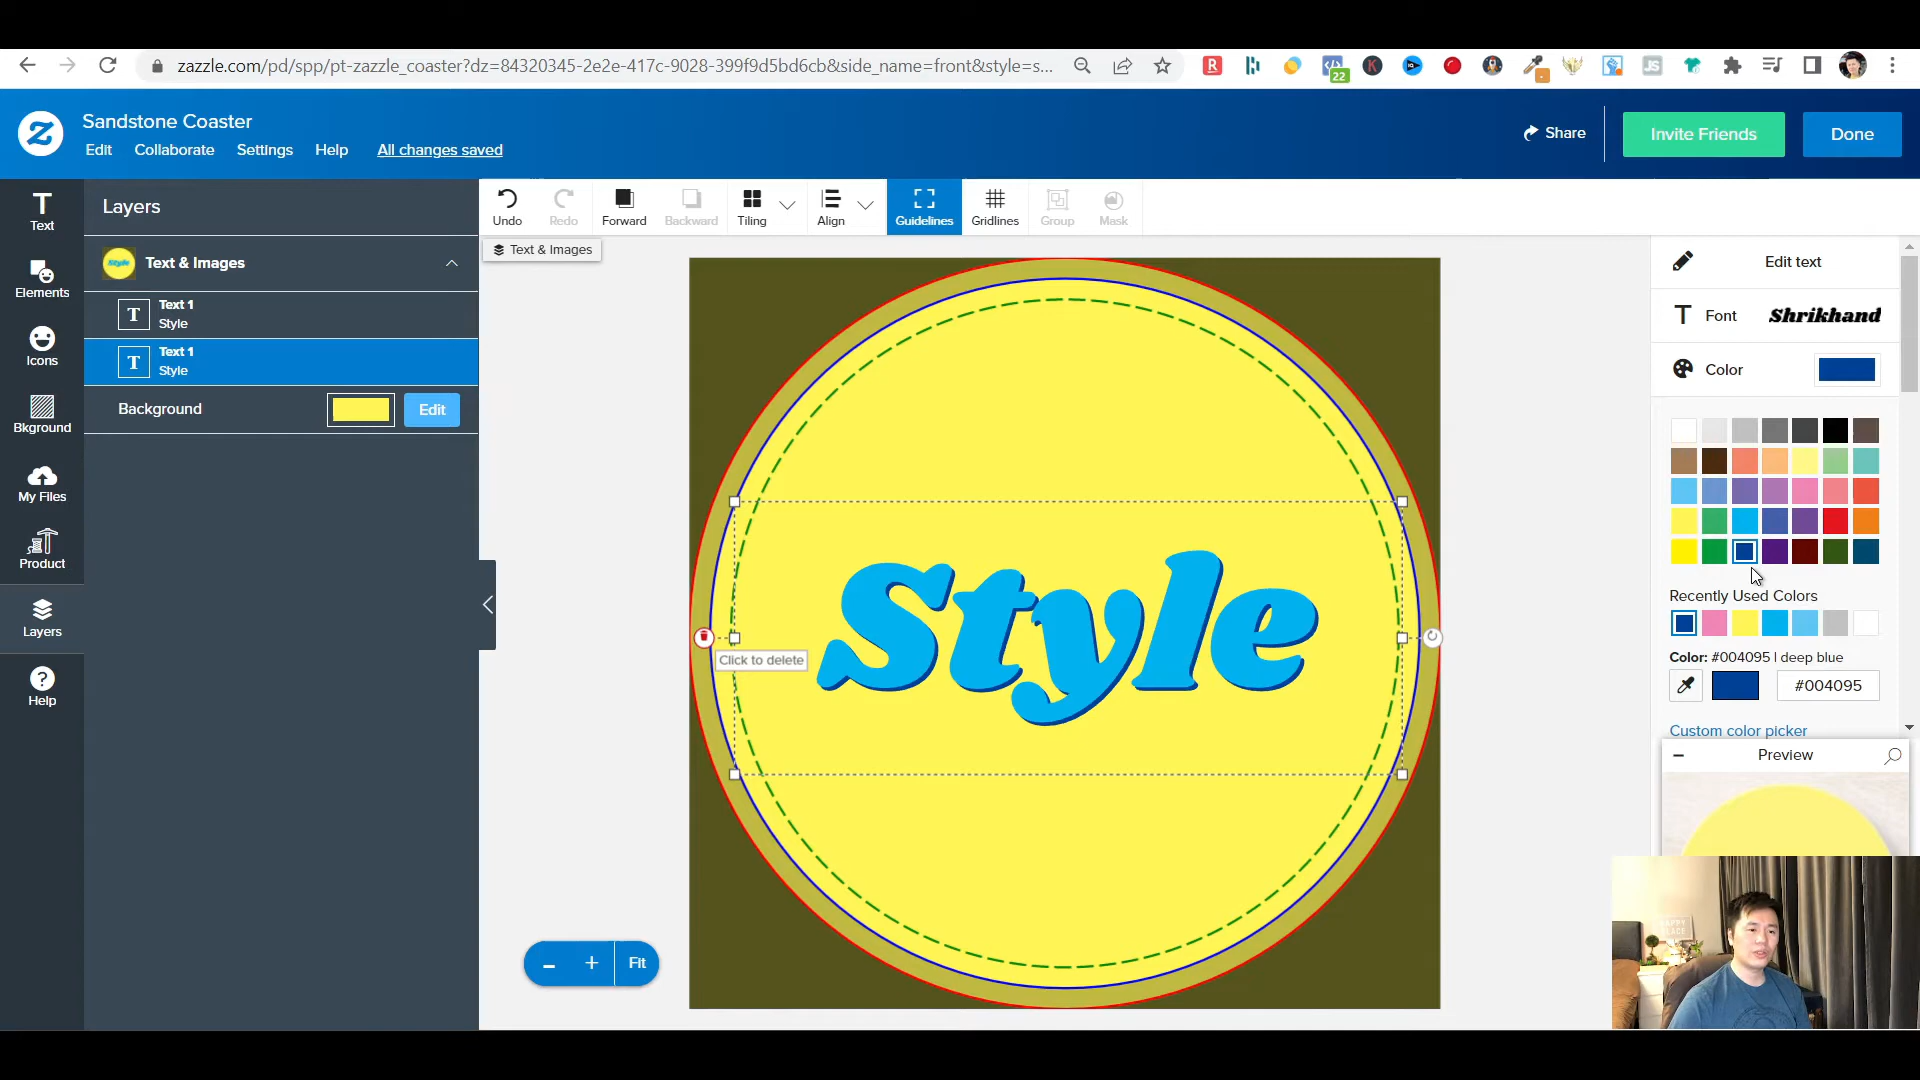 zazzle.com/pd/spp/pt-zazzle_coaster?dz=84320345-2e2e-417c-9028-399f9d5bd6cb&side_name=front&style=s...
22
Sandstone Coaster
Edit Collaborate Settings Help All changes saved
Share
Invite Friends
Done
Text
Elements
Icons
Bkground
My Files
Product
Layers
Help
Layers
Text & Images
Text 1
Style
Text 1
Style
Background
Edit
Undo Redo Forward Backward Tiling Align Guidelines Gridlines Group Mask
Text & Images
Style
Click to delete
Fit
Edit text
Font Shrikhand
Color
Recently Used Colors
Color: #004095 | deep blue
#004095
Custom color picker
Preview
HAPPY
PLACE